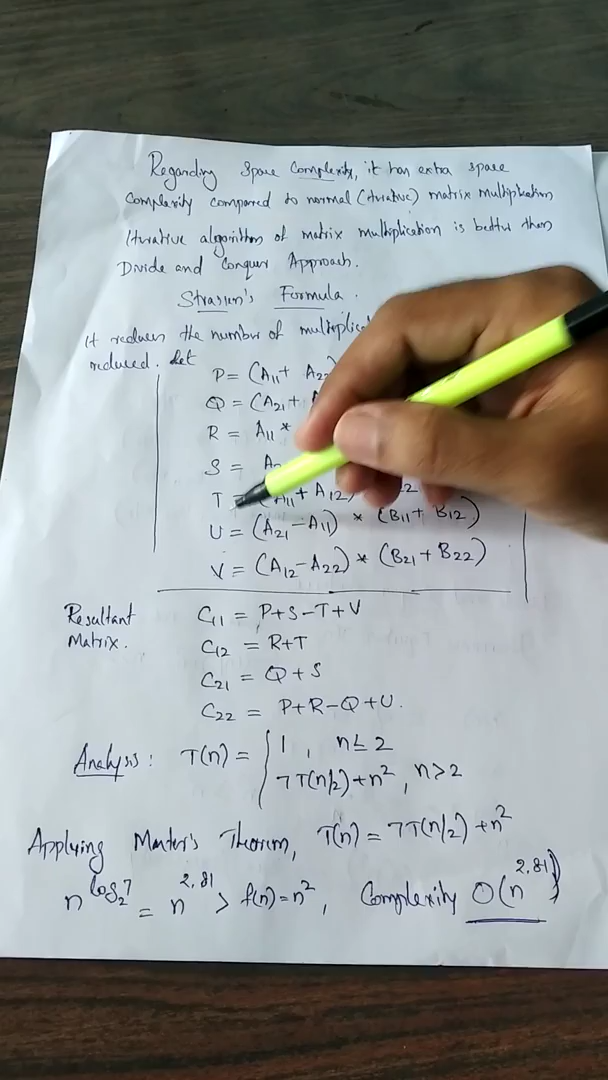 Regarding Space Complexity, it has extra space
Complexity compared to normal (iterative) matrix multiplication
Iterative algorithm of matrix multiplication is better then
Divide and Conquer Approach.
Strassen's Formula.
It reduces the number of
reduced. Let
P = (A11 + A22
Q = (A21 +
R = A11 *
S =
T = (A11 + A12)
U = (A21 - A11) * (B11 + B12)
V = (A12 - A22) * (B21 + B22)
Resultant Matrix.
C11 = P+S-T+V
C12 = R+T
C21 = Q+S
C22 = P+R-Q+U.
Analysis: T(n) = { 1, n≤2
7T(n/2)+n², n>2
Applying Master's Theorem, T(n) = 7T(n/2)+n²
n^log₂7 = n^2.81 > f(n)=n², Complexity O(n^2.81)